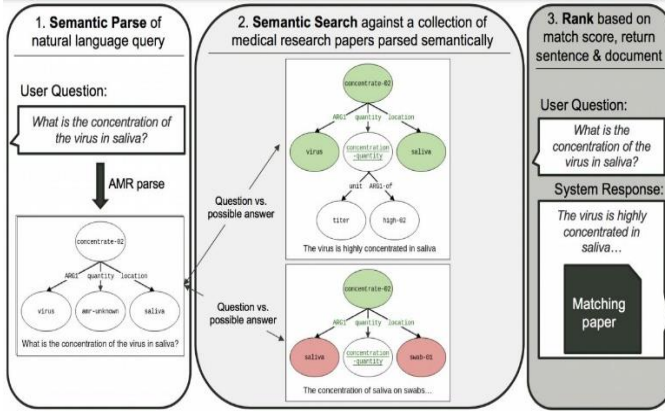 1. Semantic Parse of
natural language query
User Question:
What is the concentration of
the virus in saliva?
AMR parse
concentrate-02
ARG1 quantity location
virus
amr-unknown
saliva
What is the concentration of the virus in saliva?
2. Semantic Search against a collection of
medical research papers parsed semantically
Question vs.
possible answer
Question vs.
possible answer
concentrate-02
ARG1 quantity location
virus
concentration
-quantity
saliva
unit ARG1-of
titer
high-02
The virus is highly concentrated in saliva
concentrate-02
ARG1 quantity location
saliva
concentration
-quantity
swab-01
The concentration of saliva on swabs...
3. Rank based on
match score, return
sentence & document
User Question:
What is the
concentration of the
virus in saliva?
System Response:
The virus is highly
concentrated in
saliva...
Matching
paper